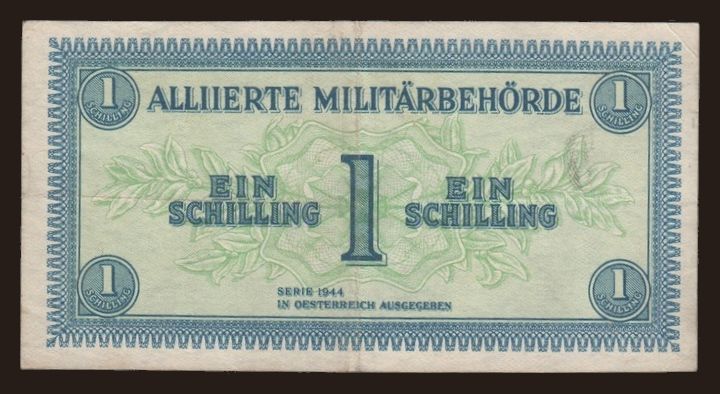 1 SCHILLING
1 SCHILLING
ALLIIERTE MILITÄRBEHÖRDE
EIN SCHILLING
1
EIN SCHILLING
SERIE 1944
IN OESTERREICH AUSGEGEBEN
1 SCHILLING
1 SCHILLING